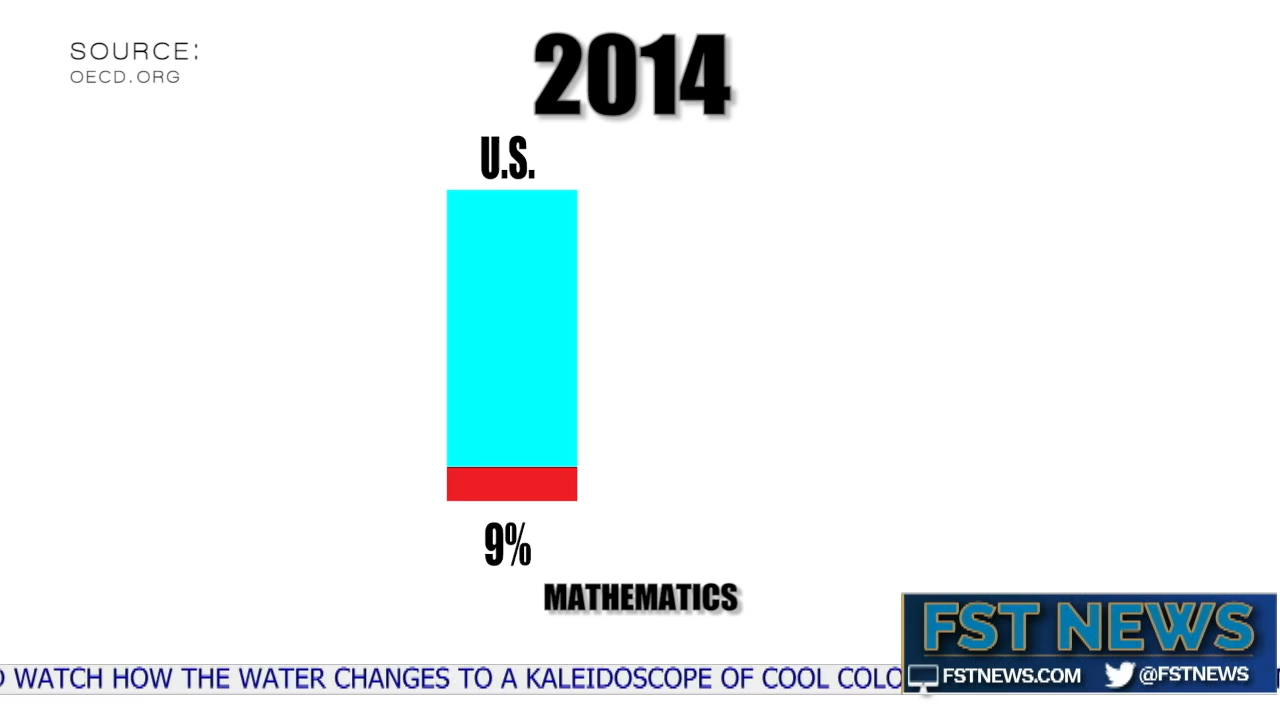 SOURCE:
OECD.ORG
2014
U.S.
9%
MATHEMATICS
FST NEWS
WATCH HOW THE WATER CHANGES TO A KALEIDOSCOPE OF COOL
FSTNEWS.COM @FSTNEWS